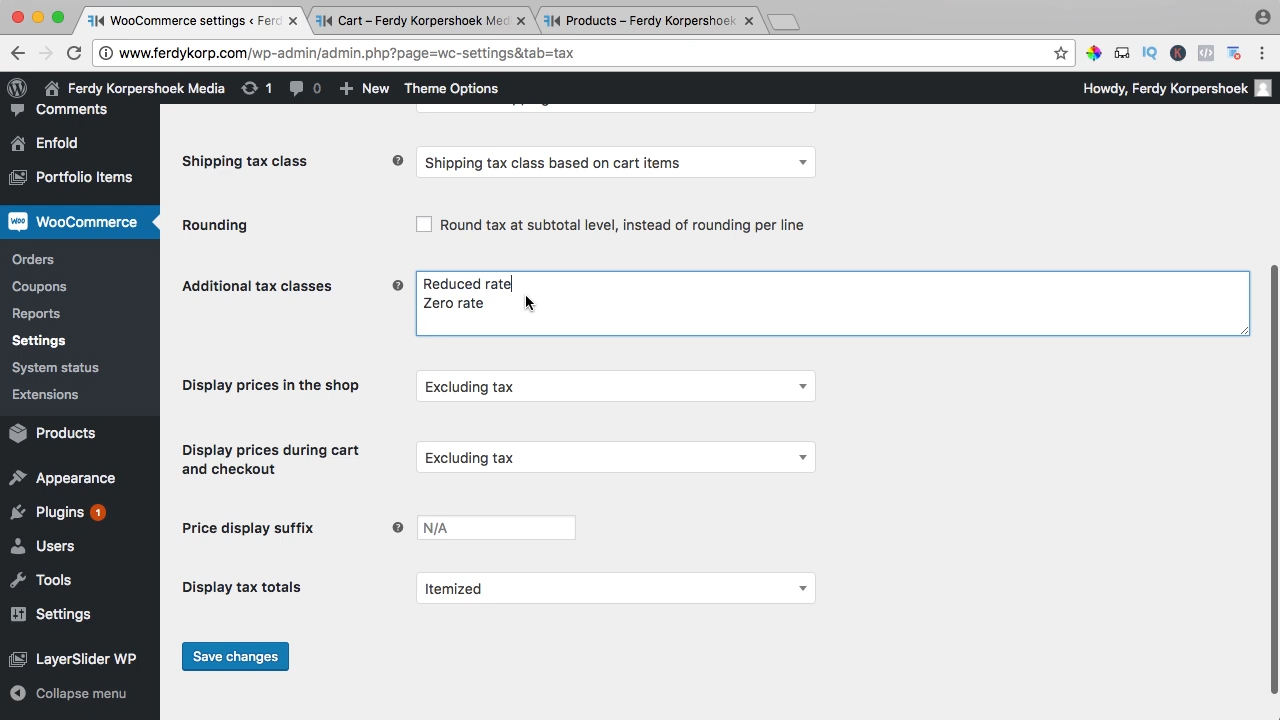 WooCommerce settings ‹ Ferd
Cart – Ferdy Korpershoek Med
Products – Ferdy Korpershoek
www.ferdykorp.com/wp-admin/admin.php?page=wc-settings&tab=tax
Ferdy Korpershoek Media 1 0 New Theme Options Howdy, Ferdy Korpershoek
Comments
Enfold
Portfolio Items
WooCommerce
Orders
Coupons
Reports
Settings
System status
Extensions
Products
Appearance
Plugins 1
Users
Tools
Settings
LayerSlider WP
Collapse menu
Shipping tax class
Shipping tax class based on cart items
Rounding
Round tax at subtotal level, instead of rounding per line
Additional tax classes
Reduced rate
Zero rate
Display prices in the shop
Excluding tax
Display prices during cart
and checkout
Excluding tax
Price display suffix
N/A
Display tax totals
Itemized
Save changes